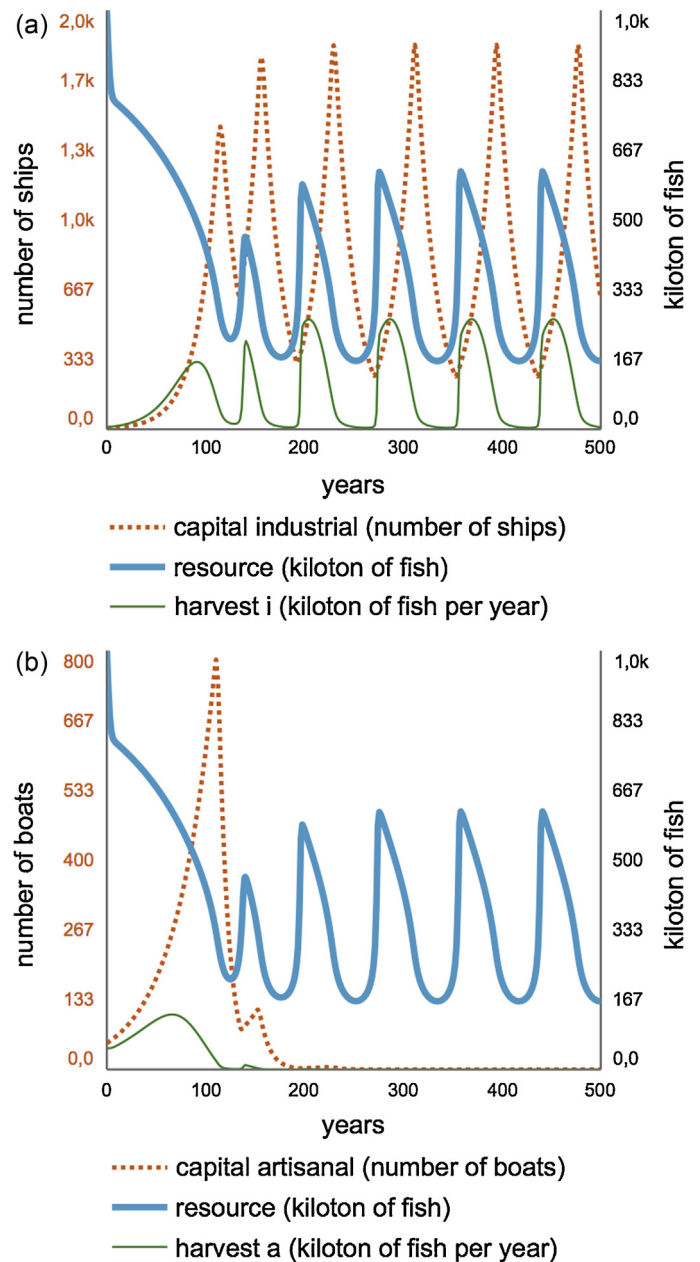 (a)
2,0k
1,7k
1,3k
1,0k
667
333
0,0
number of ships
1,0k
833
667
500
333
167
0,0
kiloton of fish
0 100 200 300 400 500
years
capital industrial (number of ships)
resource (kiloton of fish)
harvest i (kiloton of fish per year)
(b)
800
667
533
400
267
133
0,0
number of boats
1,0k
833
667
500
333
167
0,0
kiloton of fish
0 100 200 300 400 500
years
capital artisanal (number of boats)
resource (kiloton of fish)
harvest a (kiloton of fish per year)